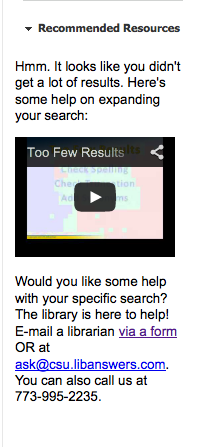 Recommended Resources
Hmm. It looks like you didn't
get a lot of results. Here's
some help on expanding
your search:
Too Few Results
Check Spelling
Would you like some help
with your specific search?
The library is here to help!
E-mail a librarian via a form
OR at
ask@csu.libanswers.com.
You can also call us at
773-995-2235.